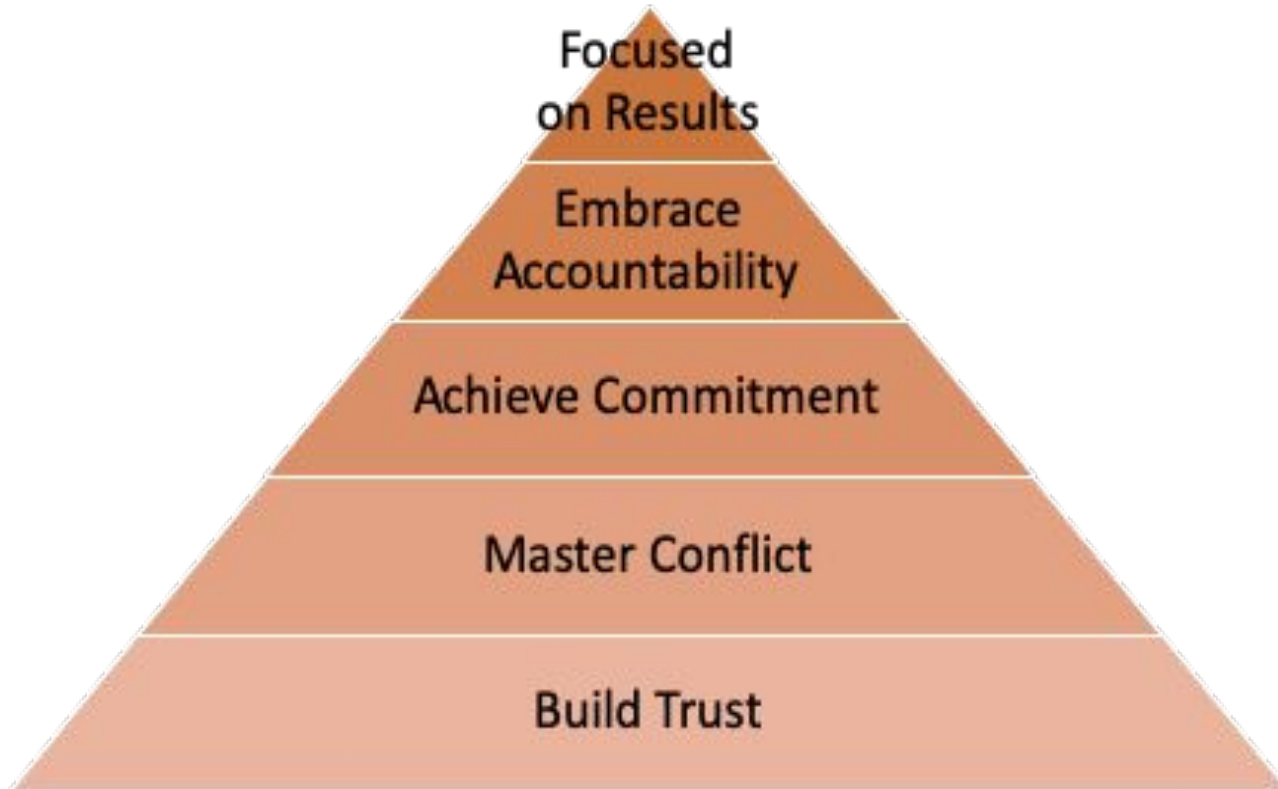 Focused
on Results
Embrace
Accountability
Achieve Commitment
Master Conflict
Build Trust